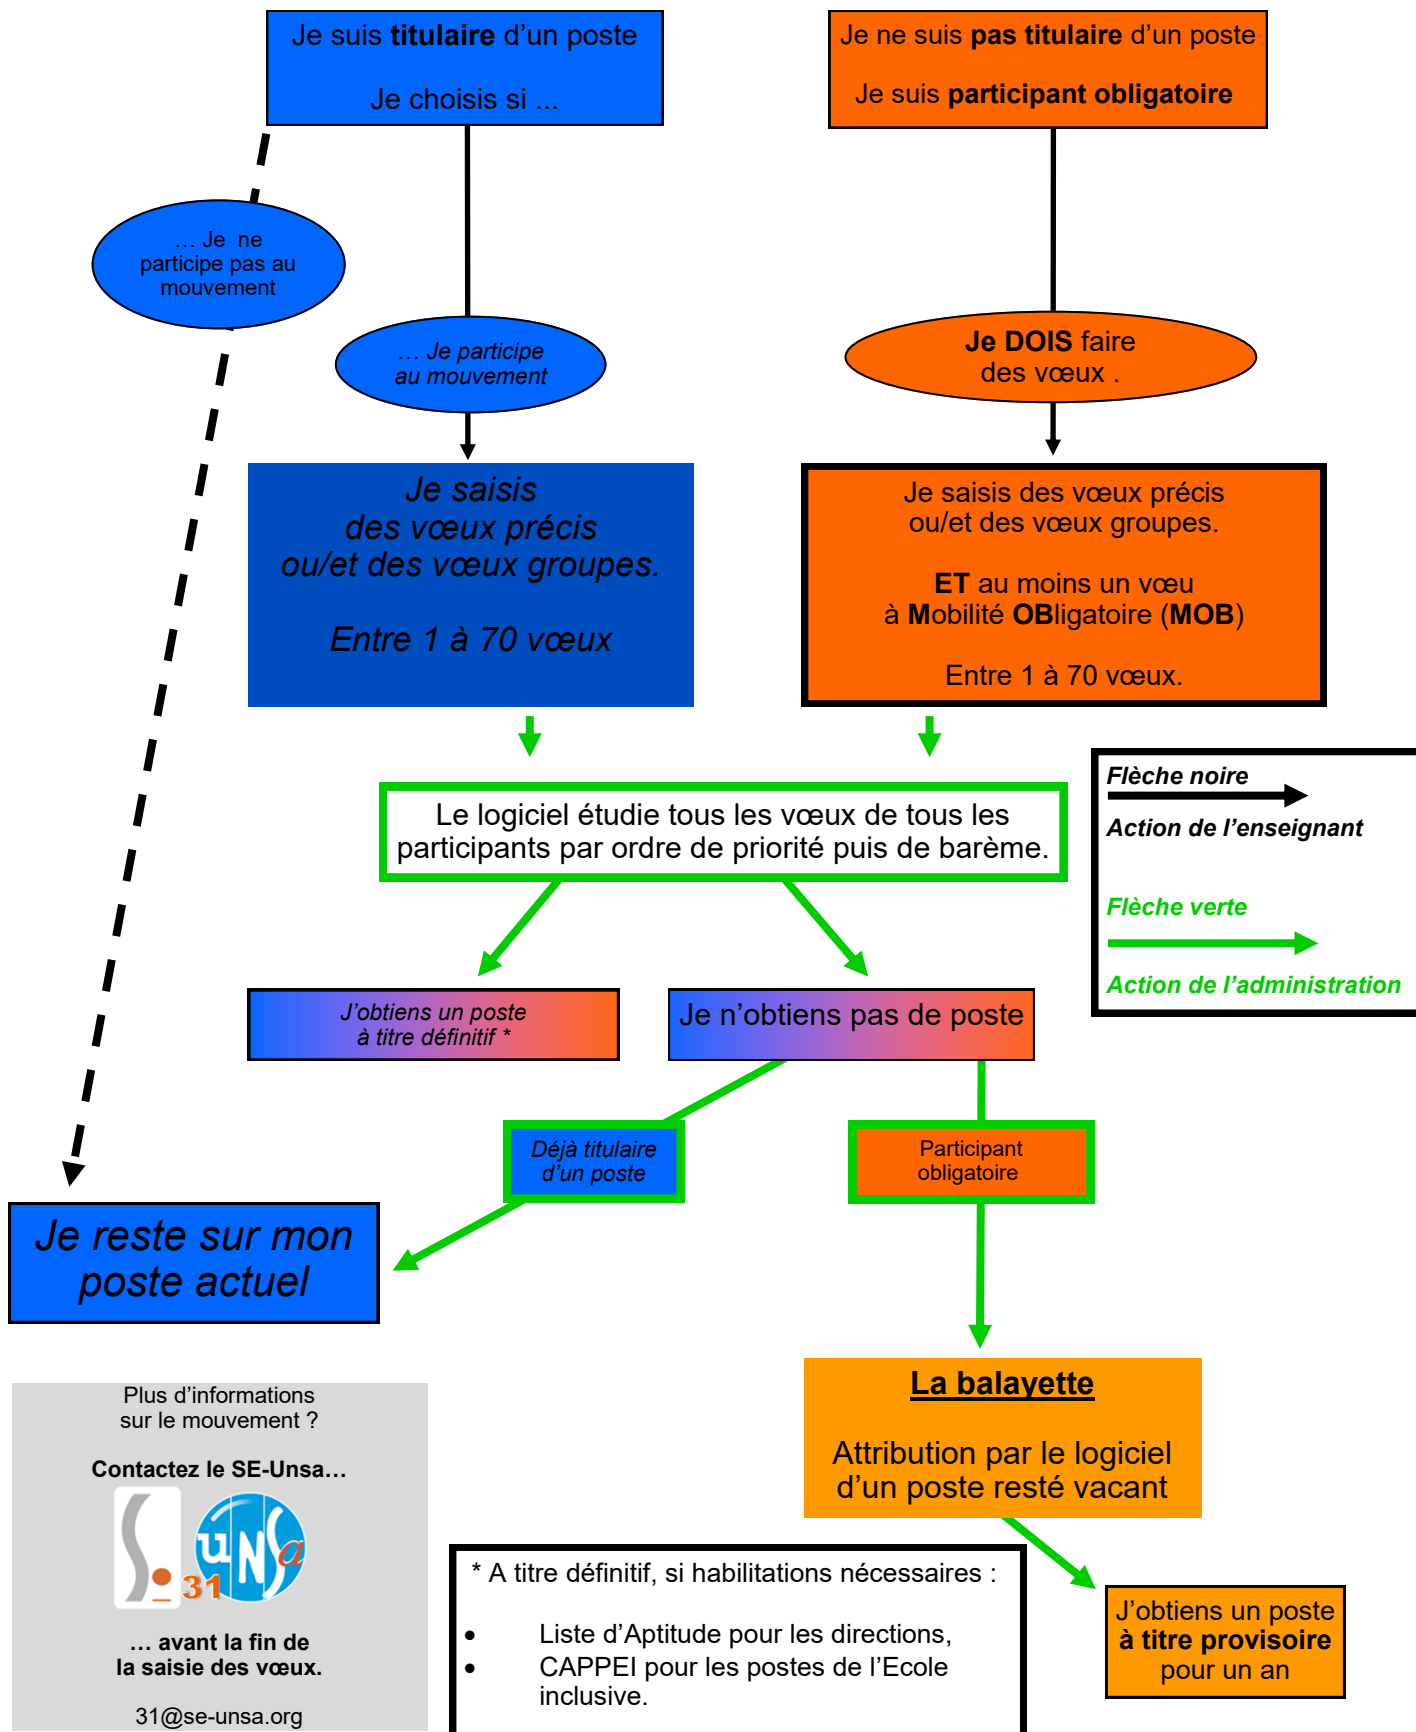 Je suis titulaire d’un poste
Je choisis si ...
Je ne suis pas titulaire d’un poste
Je suis participant obligatoire
… Je ne
participe pas au
mouvement
… Je participe
au mouvement
Je DOIS faire
des vœux .
Je saisis
des vœux précis
ou/et des vœux groupes.
Entre 1 à 70 vœux
Je saisis des vœux précis
ou/et des vœux groupes.
ET au moins un vœu
à Mobilité OBligatoire (MOB)
Entre 1 à 70 vœux.
Flèche noire
Action de l’enseignant
Flèche verte
Action de l’administration
Le logiciel étudie tous les vœux de tous les
participants par ordre de priorité puis de barème.
J’obtiens un poste
à titre définitif *
Je n’obtiens pas de poste
Déjà titulaire
d’un poste
Participant
obligatoire
Je reste sur mon
poste actuel
La balayette
Attribution par le logiciel
d’un poste resté vacant
Plus d’informations
sur le mouvement ?
Contactez le SE-Unsa…
31
uNSa
… avant la fin de
la saisie des vœux.
31@se-unsa.org
* A titre définitif, si habilitations nécessaires :
• Liste d’Aptitude pour les directions,
• CAPPEI pour les postes de l’Ecole
inclusive.
J’obtiens un poste
à titre provisoire
pour un an